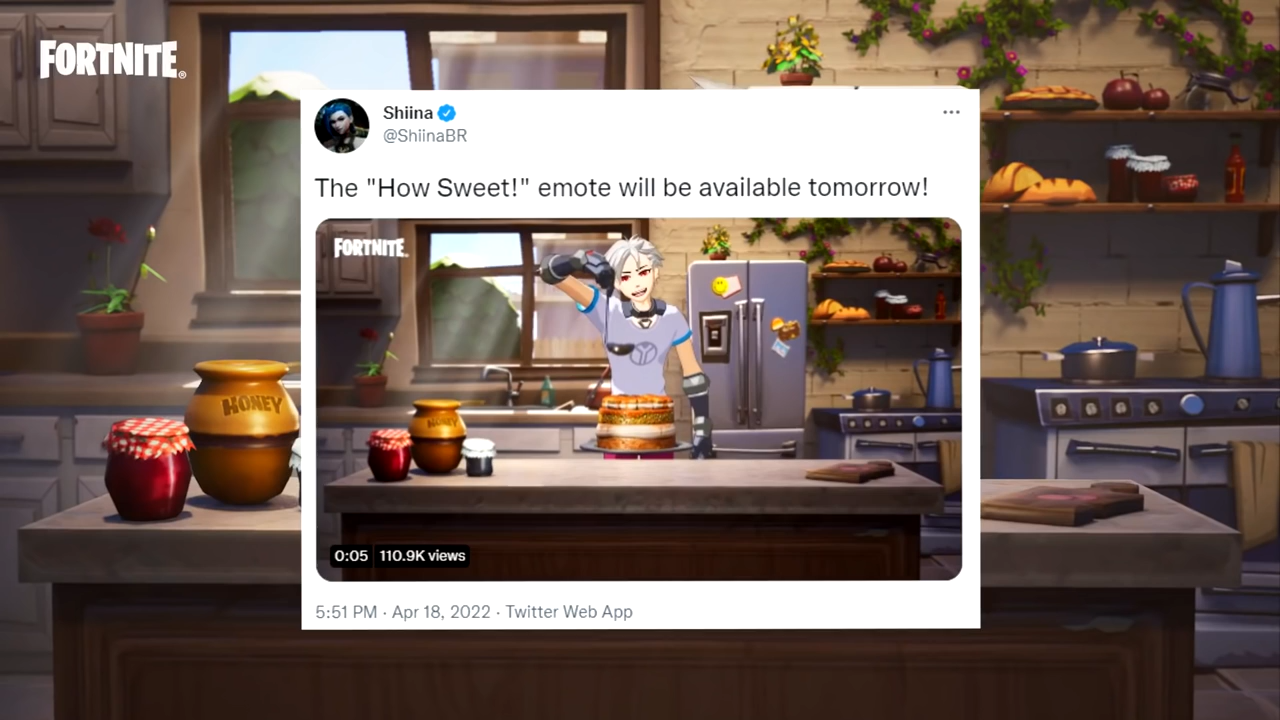 FORTNITE®
Shiina
@ShiinaBR
The "How Sweet!" emote will be available tomorrow!
FORTNITE
HONEY
HONEY
0:05 110.9K views
5:51 PM · Apr 18, 2022 · Twitter Web App